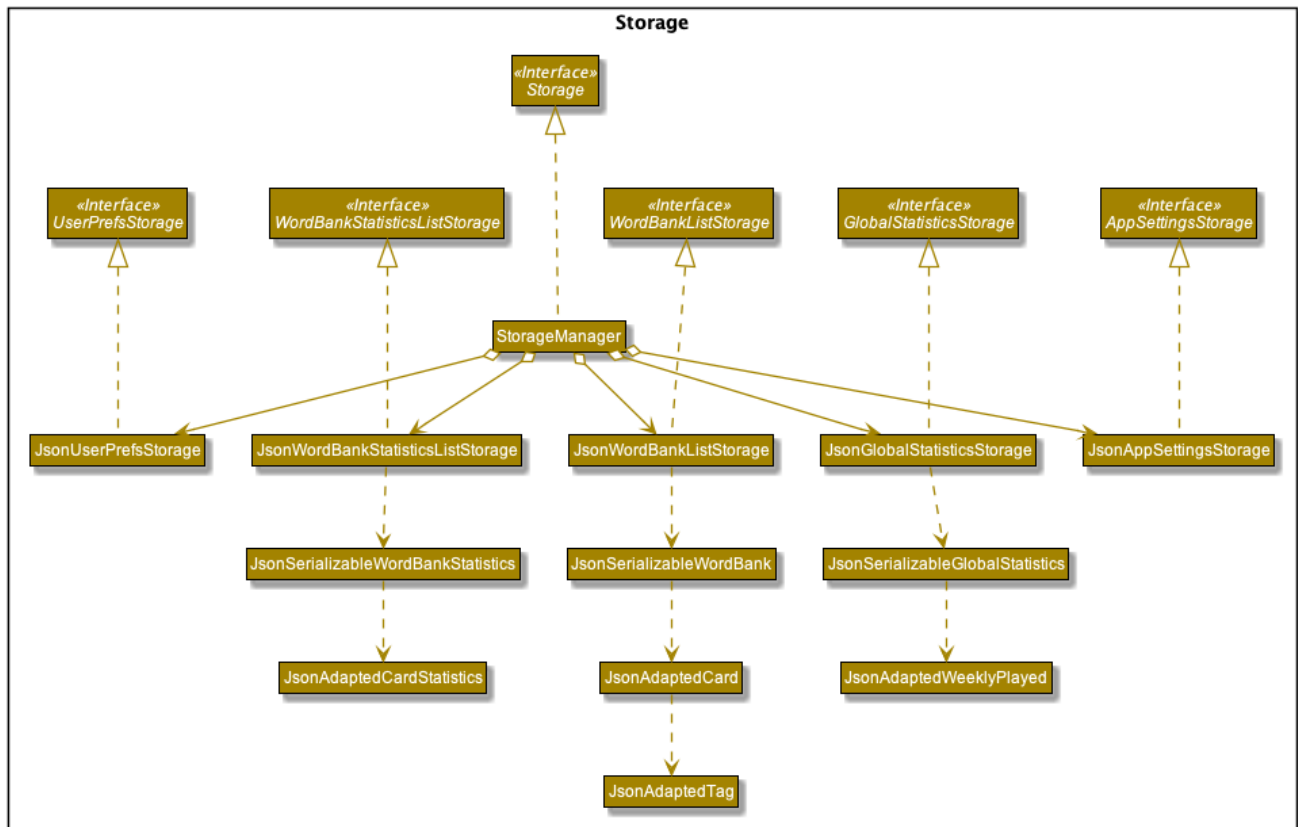 Storage
«Interface»
Storage
«Interface»
UserPrefsStorage
«Interface»
WordBankStatisticsListStorage
«Interface»
WordBankListStorage
«Interface»
GlobalStatisticsStorage
«Interface»
AppSettingsStorage
StorageManager
JsonUserPrefsStorage
JsonWordBankStatisticsListStorage
JsonWordBankListStorage
JsonGlobalStatisticsStorage
JsonAppSettingsStorage
JsonSerializableWordBankStatistics
JsonSerializableWordBank
JsonSerializableGlobalStatistics
JsonAdaptedCardStatistics
JsonAdaptedCard
JsonAdaptedWeeklyPlayed
JsonAdaptedTag